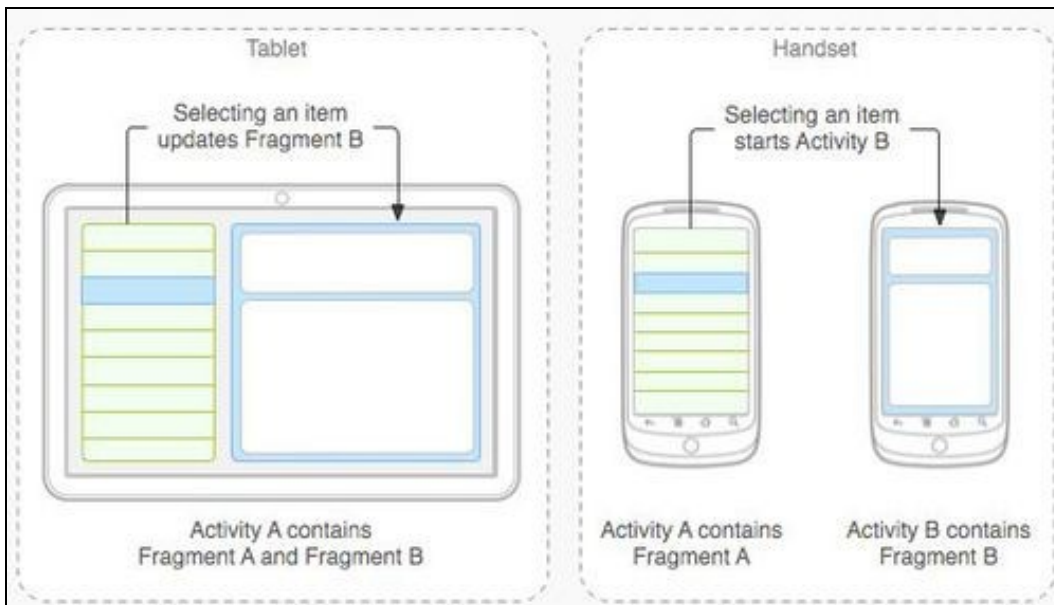 Tablet
Selecting an item
updates Fragment B
Activity A contains
Fragment A and Fragment B
Handset
Selecting an item
starts Activity B
Activity A contains
Fragment A
Activity B contains
Fragment B